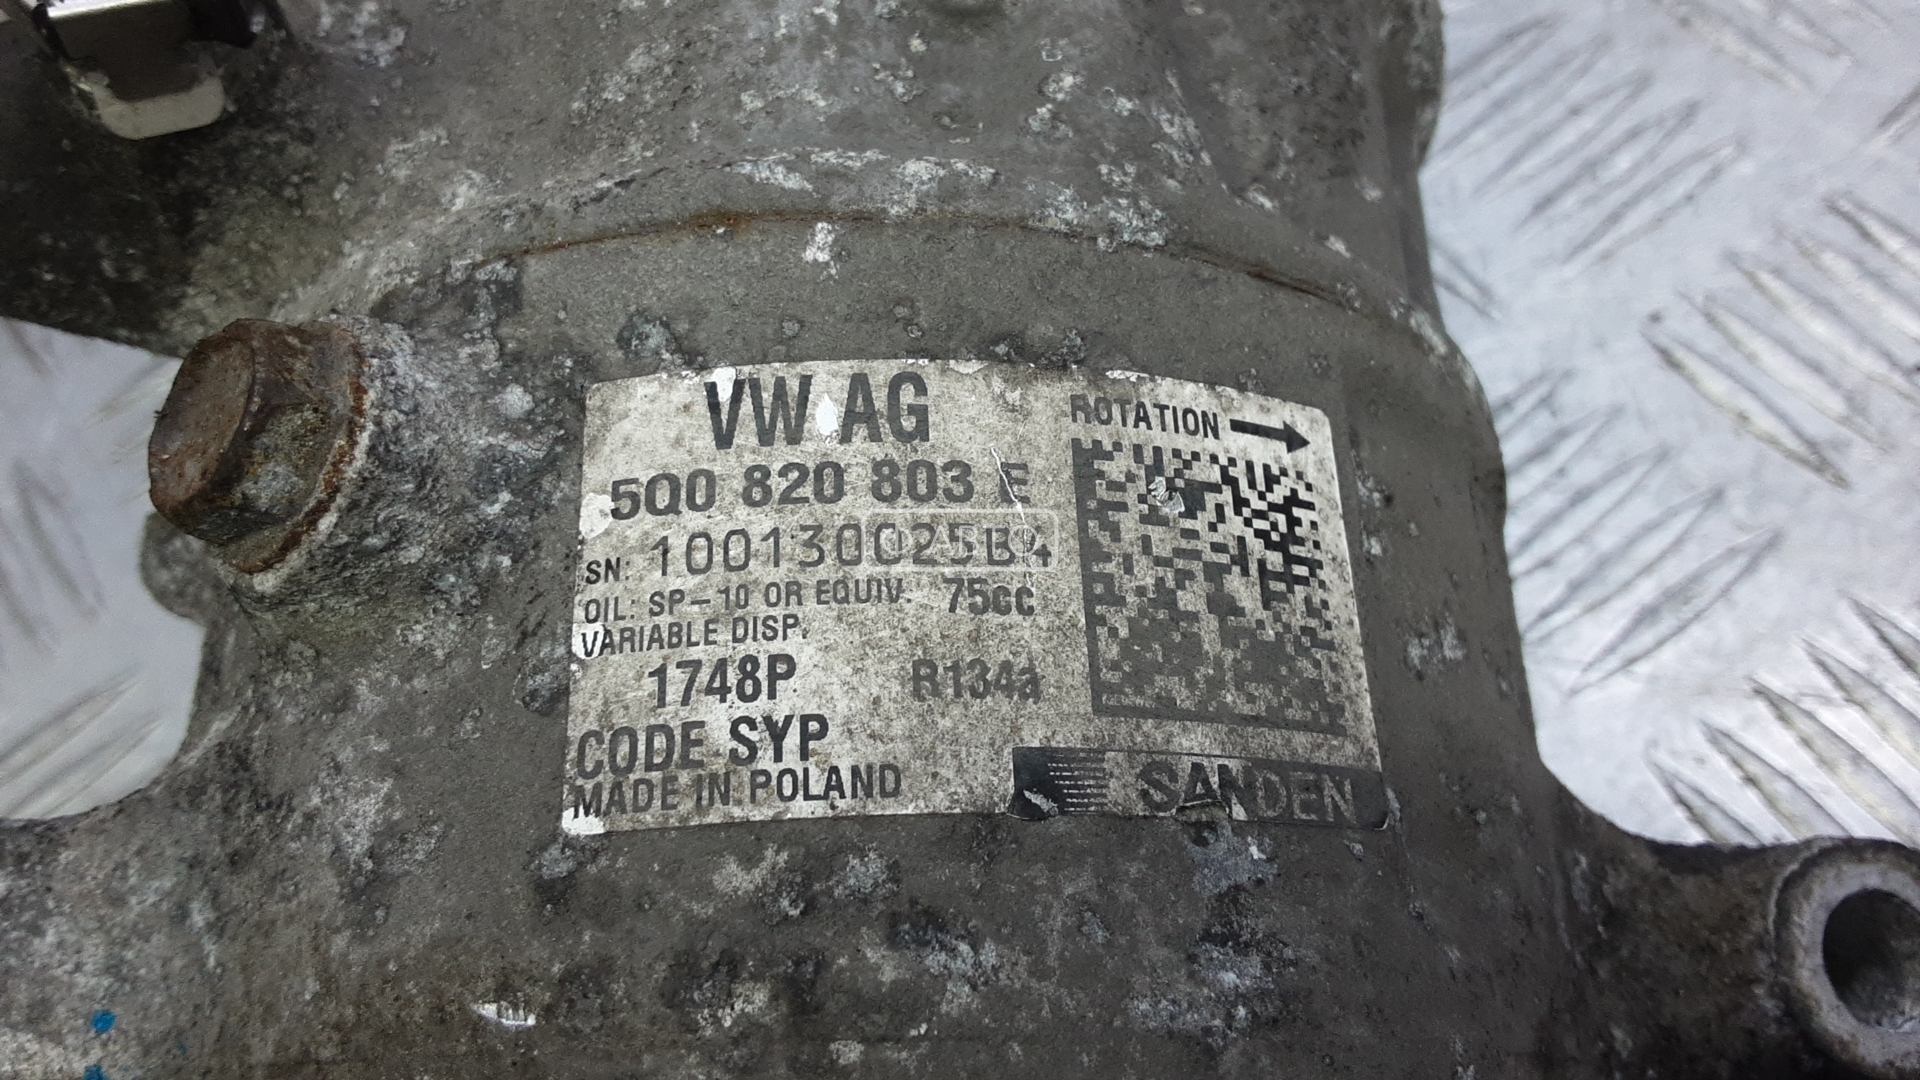 VW AG
ROTATION
5Q0 820 803 E
SN: 1001300025B4
OIL: SP-10 OR EQUIV. 75cc
VARIABLE DISP.
1748P R134a
CODE SYP
MADE IN POLAND
SANDEN